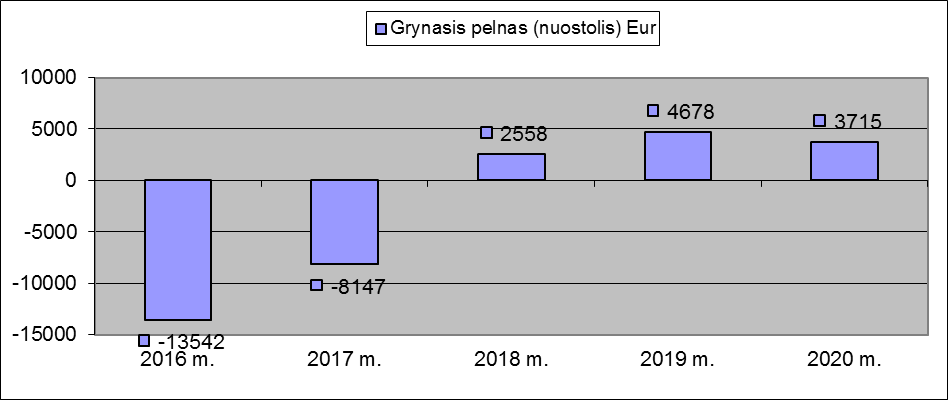 Grynasis pelnas (nuostolis) Eur
10000
5000
0
-5000
-10000
-15000
4678
3715
2558
-8147
-13542
2016 m.
2017 m.
2018 m.
2019 m.
2020 m.